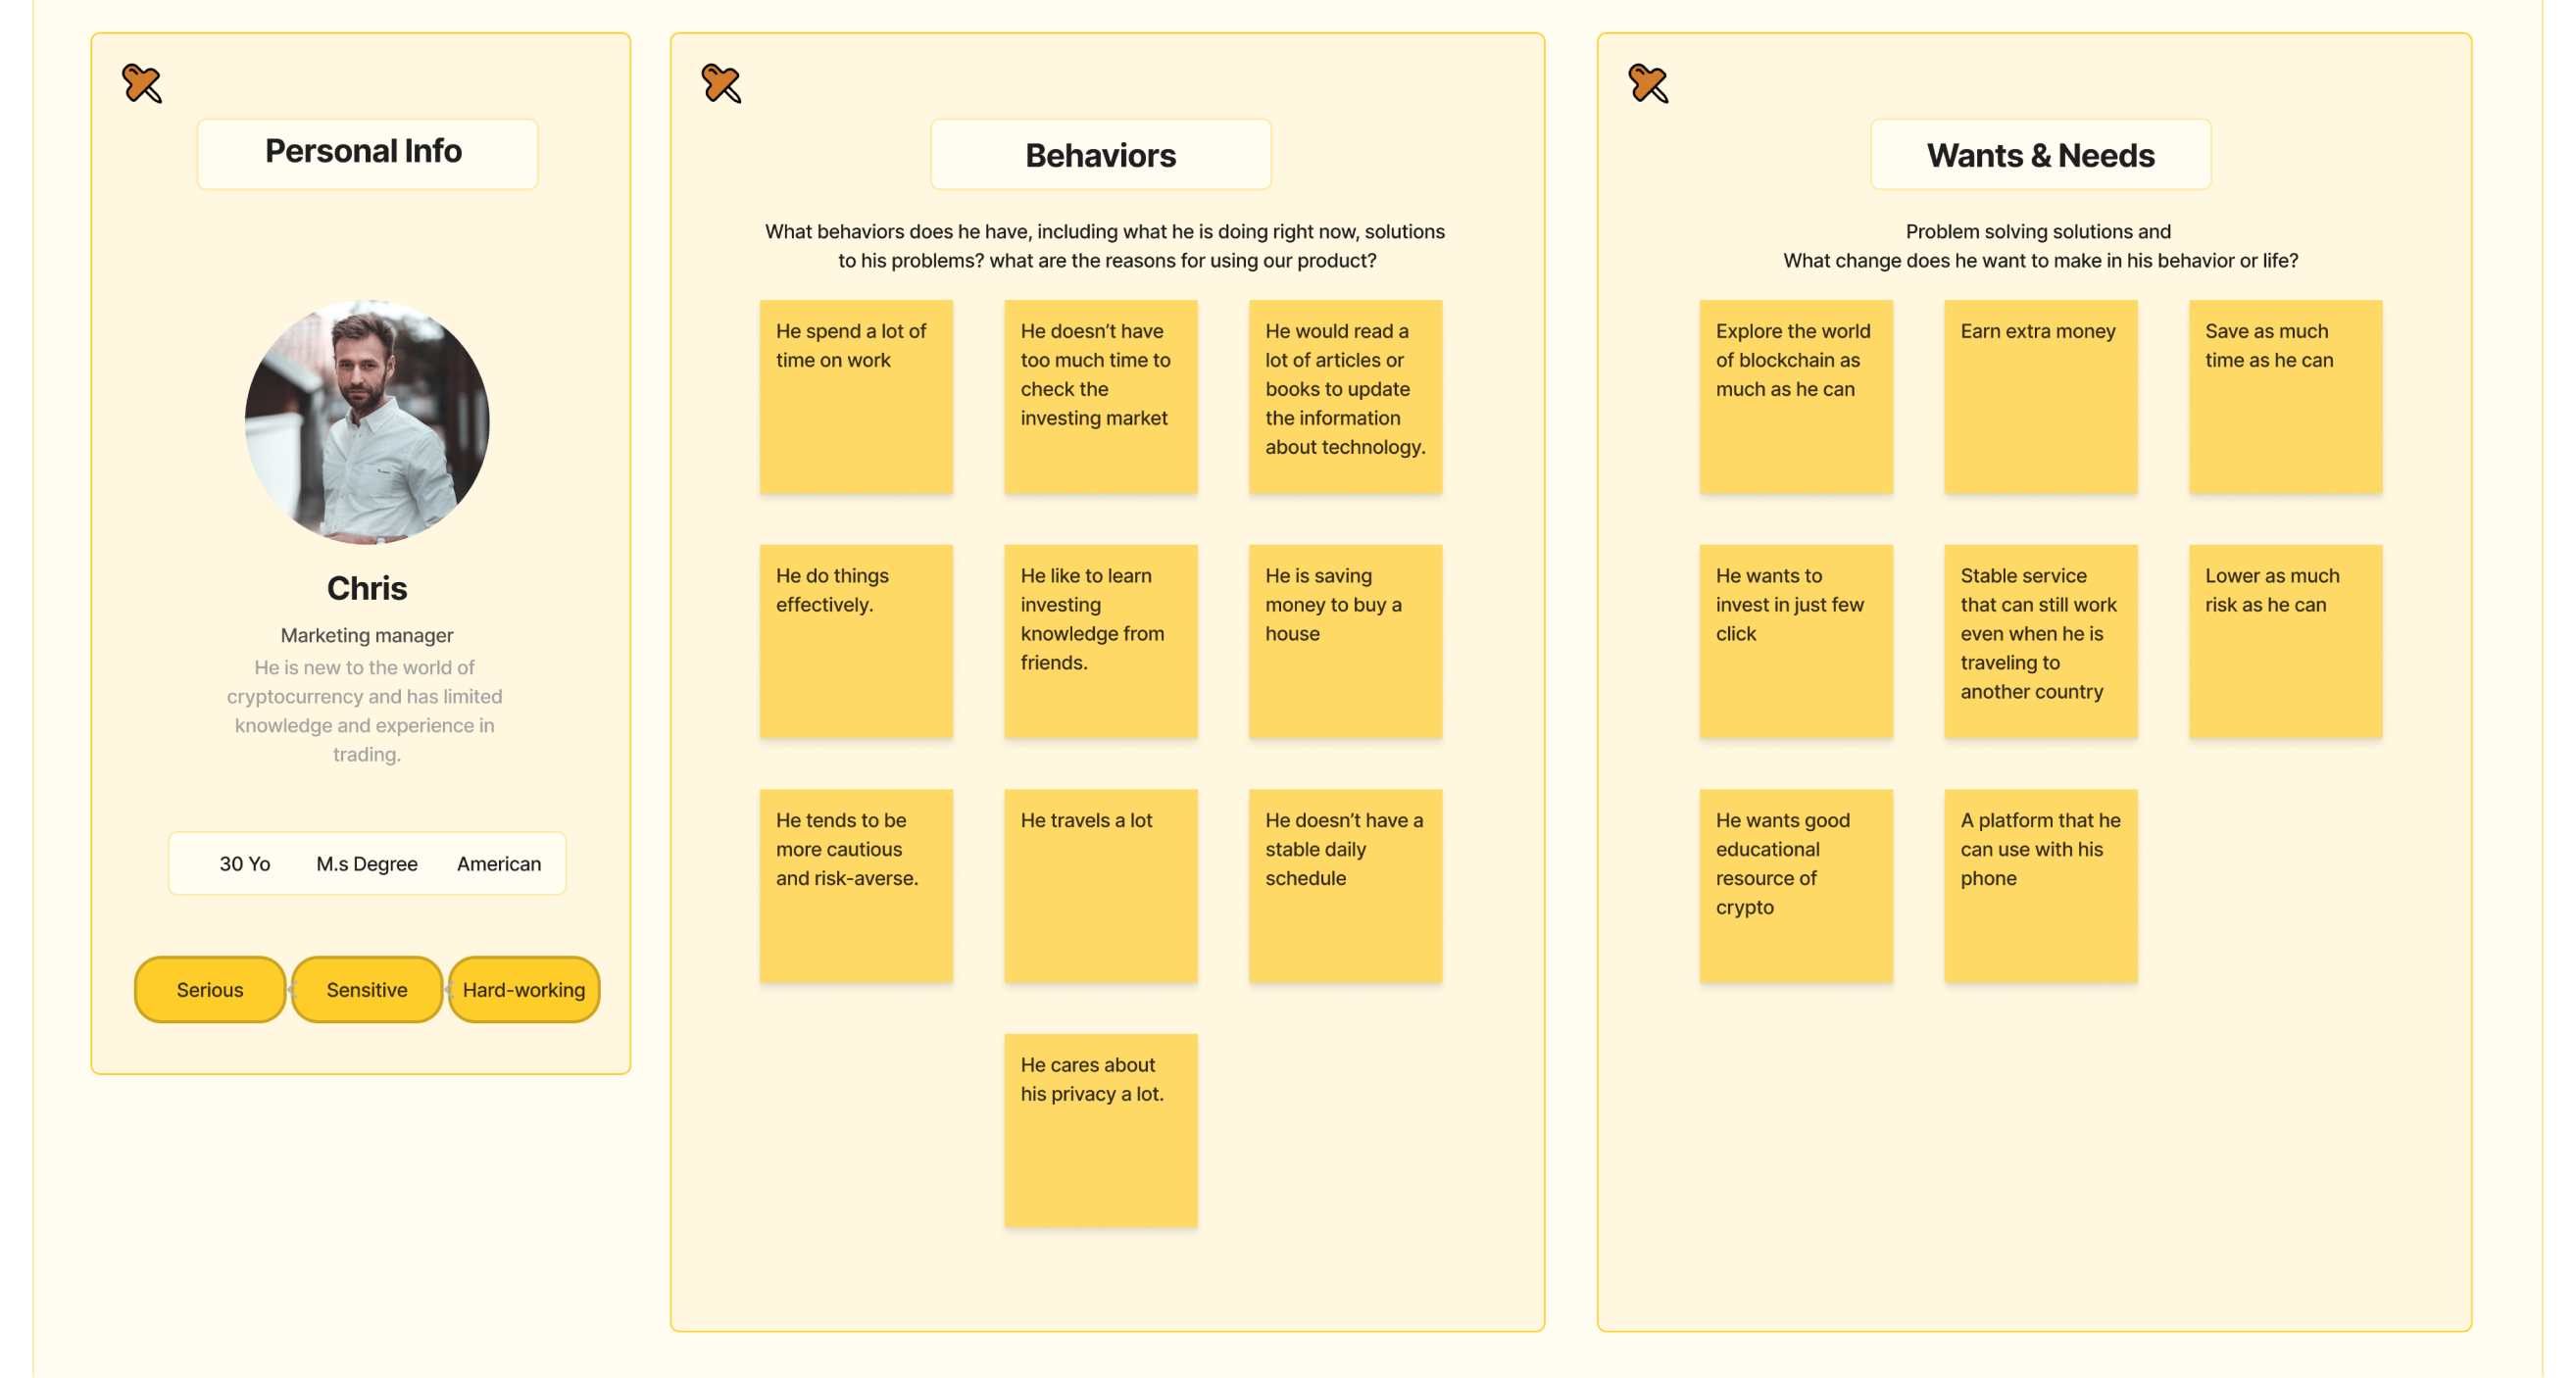 Personal Info
Chris
Marketing manager
He is new to the world of
cryptocurrency and has limited
knowledge and experience in
trading.
30 Yo M.s Degree American
Serious Sensitive Hard-working
Behaviors
What behaviors does he have, including what he is doing right now, solutions
to his problems? what are the reasons for using our product?
He spend a lot of
time on work
He doesn’t have
too much time to
check the
investing market
He would read a
lot of articles or
books to update
the information
about technology.
He do things
effectively.
He like to learn
investing
knowledge from
friends.
He is saving
money to buy a
house
He tends to be
more cautious
and risk-averse.
He travels a lot
He doesn’t have a
stable daily
schedule
He cares about
his privacy a lot.
Wants & Needs
Problem solving solutions and
What change does he want to make in his behavior or life?
Explore the world
of blockchain as
much as he can
Earn extra money
Save as much
time as he can
He wants to
invest in just few
click
Stable service
that can still work
even when he is
traveling to
another country
Lower as much
risk as he can
He wants good
educational
resource of
crypto
A platform that he
can use with his
phone